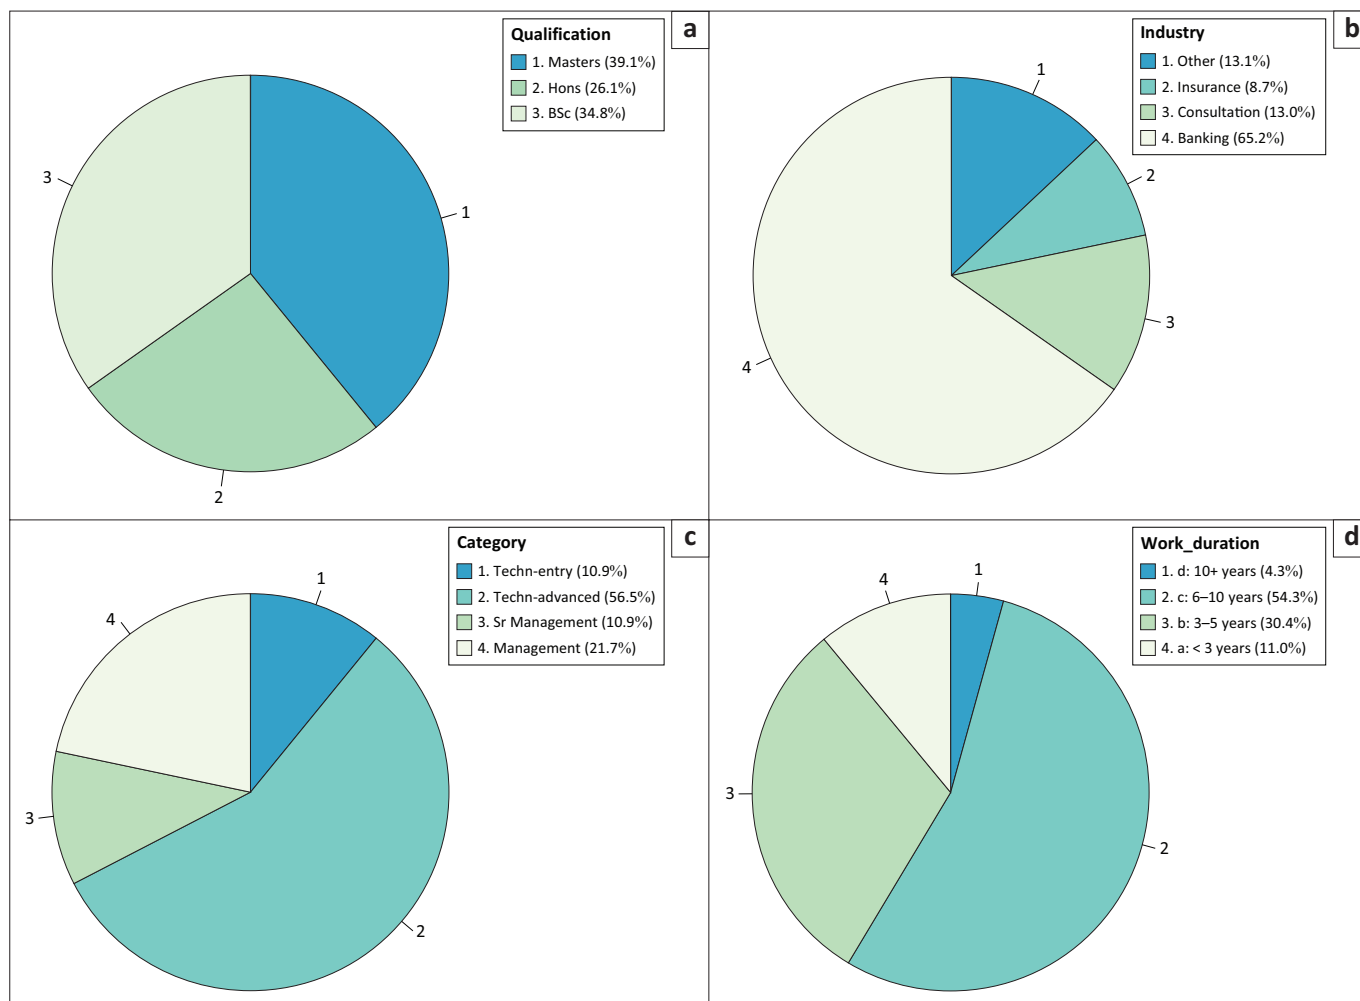 Qualification
1. Masters (39.1%)
2. Hons (26.1%)
3. BSc (34.8%)
a
3
1
2
Industry
1. Other (13.1%)
2. Insurance (8.7%)
3. Consultation (13.0%)
4. Banking (65.2%)
b
1
2
3
4
Category
1. Techn-entry (10.9%)
2. Techn-advanced (56.5%)
3. Sr Management (10.9%)
4. Management (21.7%)
c
1
4
3
2
Work_duration
1. d: 10+ years (4.3%)
2. c: 6–10 years (54.3%)
3. b: 3–5 years (30.4%)
4. a: < 3 years (11.0%)
d
4
1
3
2